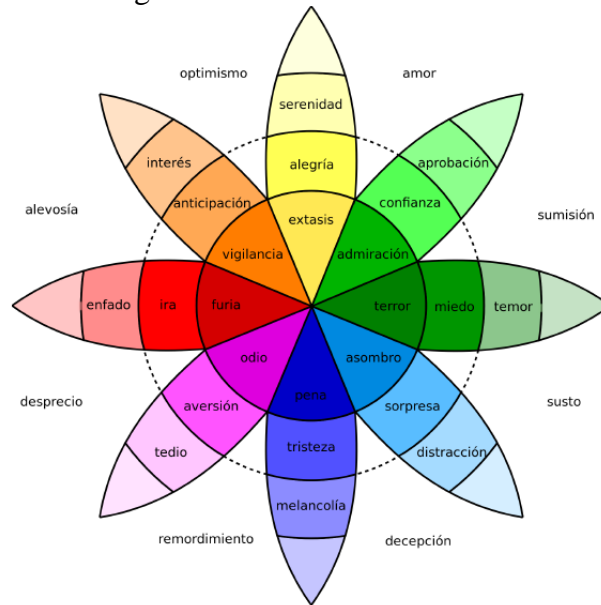 optimismo
amor
serenidad
interés
alegría
aprobación
anticipación
confianza
alevosía
extasis
sumisión
vigilancia
admiración
enfado
ira
furia
terror
miedo
temor
odio
asombro
pena
desprecio
aversión
sorpresa
susto
tedio
tristeza
distracción
melancolía
remordimiento
decepción